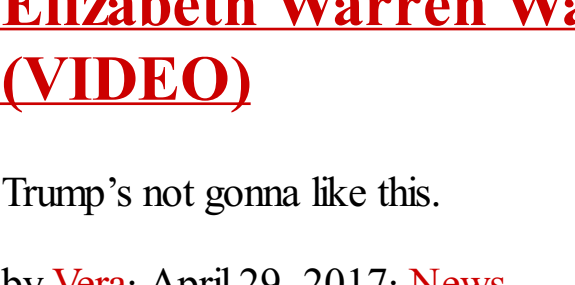 Elizabeth Warren
(VIDEO)
Trump’s not gonna like this.
by Vera; April 29, 2017; News